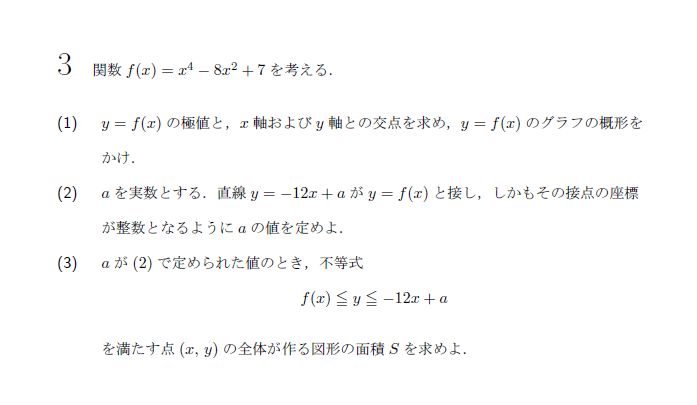 3 関数 f(x) = x⁴ − 8x² + 7 を考える.
(1) y = f(x) の極値と，x 軸および y 軸との交点を求め，y = f(x) のグラフの概形を
かけ.
(2) a を実数とする．直線 y = −12x + a が y = f(x) と接し，しかもその接点の座標
が整数となるように a の値を定めよ.
(3) a が (2) で定められた値のとき，不等式
f(x) ≦ y ≦ −12x + a
を満たす点 (x, y) の全体が作る図形の面積 S を求めよ.